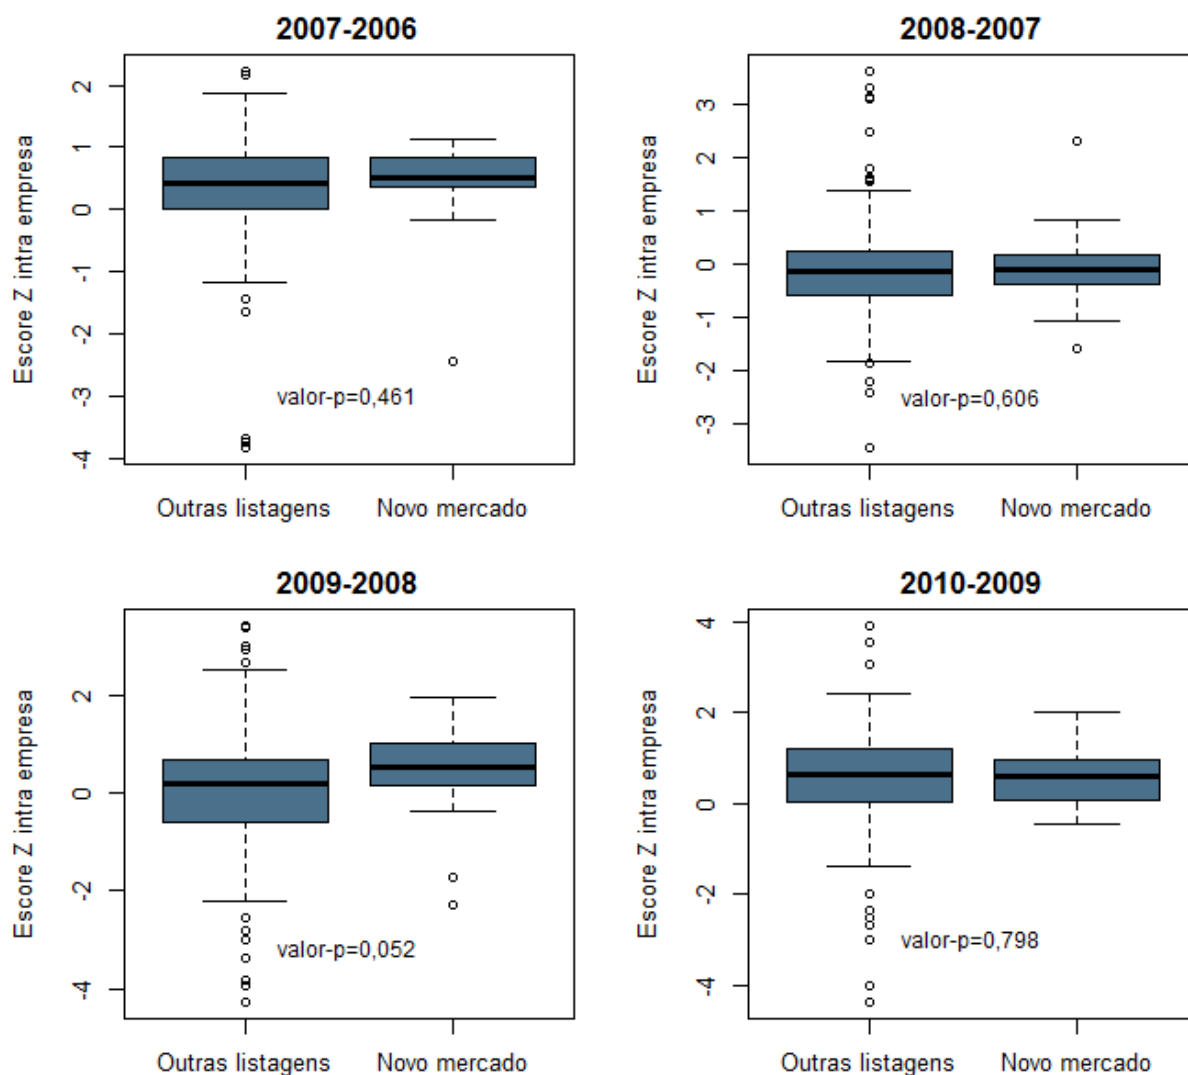 2007-2006
Escore Z intra empresa
2
1
0
-1
-2
-3
-4
valor-p=0,461
Outras listagens
Novo mercado
2008-2007
Escore Z intra empresa
3
2
1
0
-1
-2
-3
valor-p=0,606
Outras listagens
Novo mercado
2009-2008
Escore Z intra empresa
2
0
-2
-4
valor-p=0,052
Outras listagens
Novo mercado
2010-2009
Escore Z intra empresa
4
2
0
-2
-4
valor-p=0,798
Outras listagens
Novo mercado